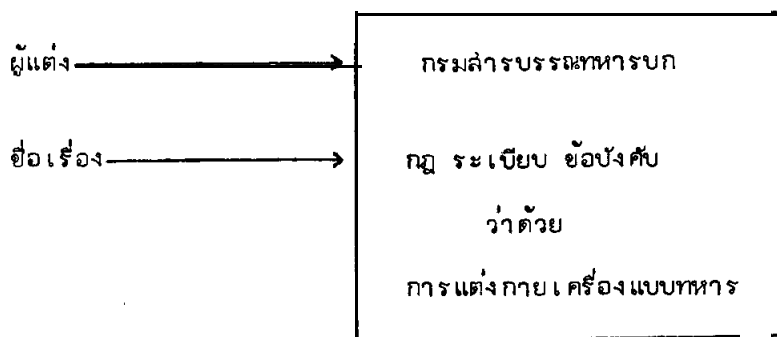 ผู้แต่ง กรมสารบรรณทหารบก
ชื่อเรื่อง กฎ ระเบียบ ข้อบังคับ
ว่าด้วย
การแต่งกายเครื่องแบบทหาร